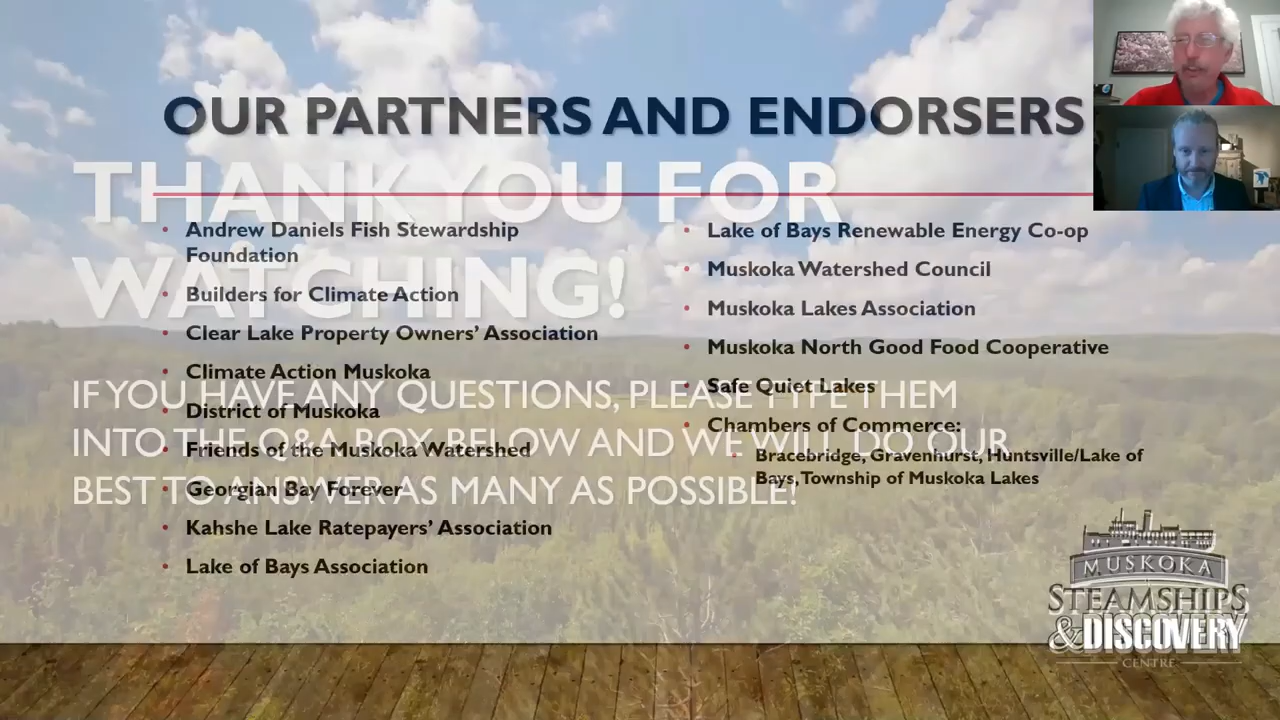 OUR PARTNERS AND ENDORSERS
THANK YOU FOR
WATCHING!
IF YOU HAVE ANY QUESTIONS, PLEASE TYPE THEM
INTO THE Q&A BOX BELOW AND WE WILL DO OUR
BEST TO ANSWER AS MANY AS POSSIBLE!
• Andrew Daniels Fish Stewardship
Foundation
• Builders for Climate Action
• Clear Lake Property Owners' Association
• Climate Action Muskoka
• District of Muskoka
• Friends of the Muskoka Watershed
• Georgian Bay Forever
• Kahshe Lake Ratepayers' Association
• Lake of Bays Association
• Lake of Bays Renewable Energy Co-op
• Muskoka Watershed Council
• Muskoka Lakes Association
• Muskoka North Good Food Cooperative
• Safe Quiet Lakes
• Chambers of Commerce:
• Bracebridge, Gravenhurst, Huntsville/Lake of
Bays, Township of Muskoka Lakes
MUSKOKA
STEAMSHIPS
& DISCOVERY
CENTRE